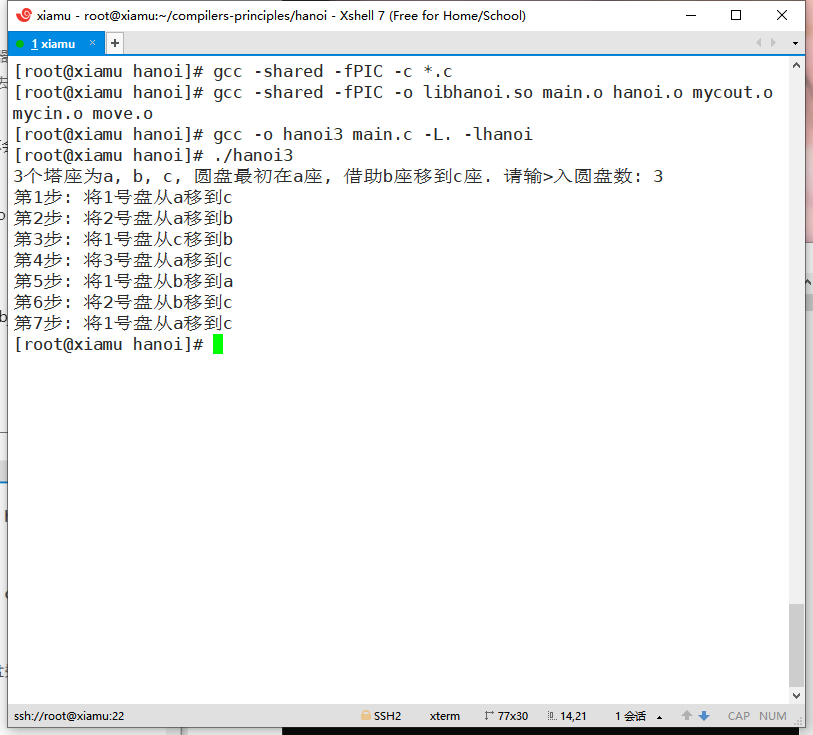 xiamu - root@xiamu:~/compilers-principles/hanoi - Xshell 7 (Free for Home/School)
1 xiamu × +
[root@xiamu hanoi]# gcc -shared -fPIC -c *.c
[root@xiamu hanoi]# gcc -shared -fPIC -o libhanoi.so main.o hanoi.o mycout.o
mycin.o move.o
[root@xiamu hanoi]# gcc -o hanoi3 main.c -L. -lhanoi
[root@xiamu hanoi]# ./hanoi3
3个塔座为a, b, c, 圆盘最初在a座, 借助b座移到c座. 请输>入圆盘数: 3
第1步: 将1号盘从a移到c
第2步: 将2号盘从a移到b
第3步: 将1号盘从c移到b
第4步: 将3号盘从a移到c
第5步: 将1号盘从b移到a
第6步: 将2号盘从b移到c
第7步: 将1号盘从a移到c
[root@xiamu hanoi]#
ssh://root@xiamu:22 SSH2 xterm 77x30 14,21 1 会话 CAP NUM